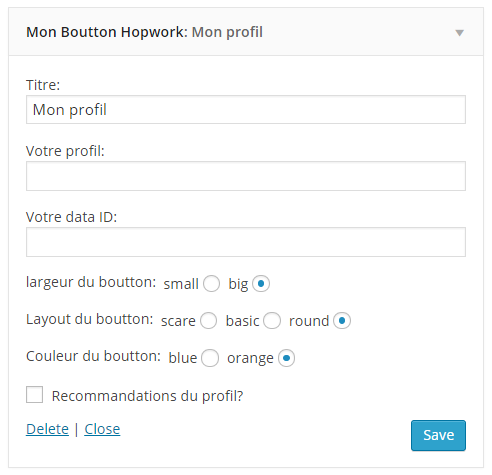 Mon Boutton Hopwork: Mon profil
Titre:
Mon profil
Votre profil:
Votre data ID:
largeur du boutton: small big
Layout du boutton: scare basic round
Couleur du boutton: blue orange
Recommandations du profil?
Delete | Close
Save